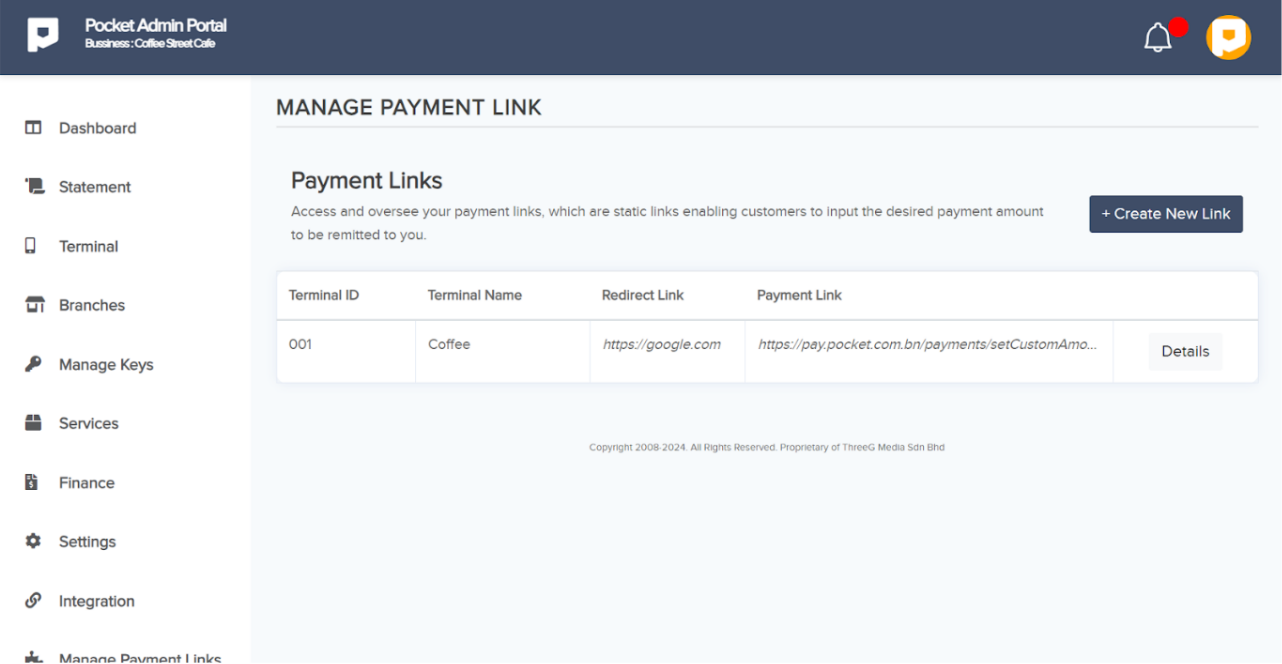 Pocket Admin Portal
Bussiness : Coffee Street Cafe
Dashboard
Statement
Terminal
Branches
Manage Keys
Services
Finance
Settings
Integration
Manage Payment Links
MANAGE PAYMENT LINK
Payment Links
Access and oversee your payment links, which are static links enabling customers to input the desired payment amount
to be remitted to you.
+ Create New Link
Terminal ID Terminal Name Redirect Link Payment Link
001 Coffee https://google.com https://pay.pocket.com.bn/payments/setCustomAmo... Details
Copyright 2008-2024. All Rights Reserved. Proprietary of ThreeG Media Sdn Bhd